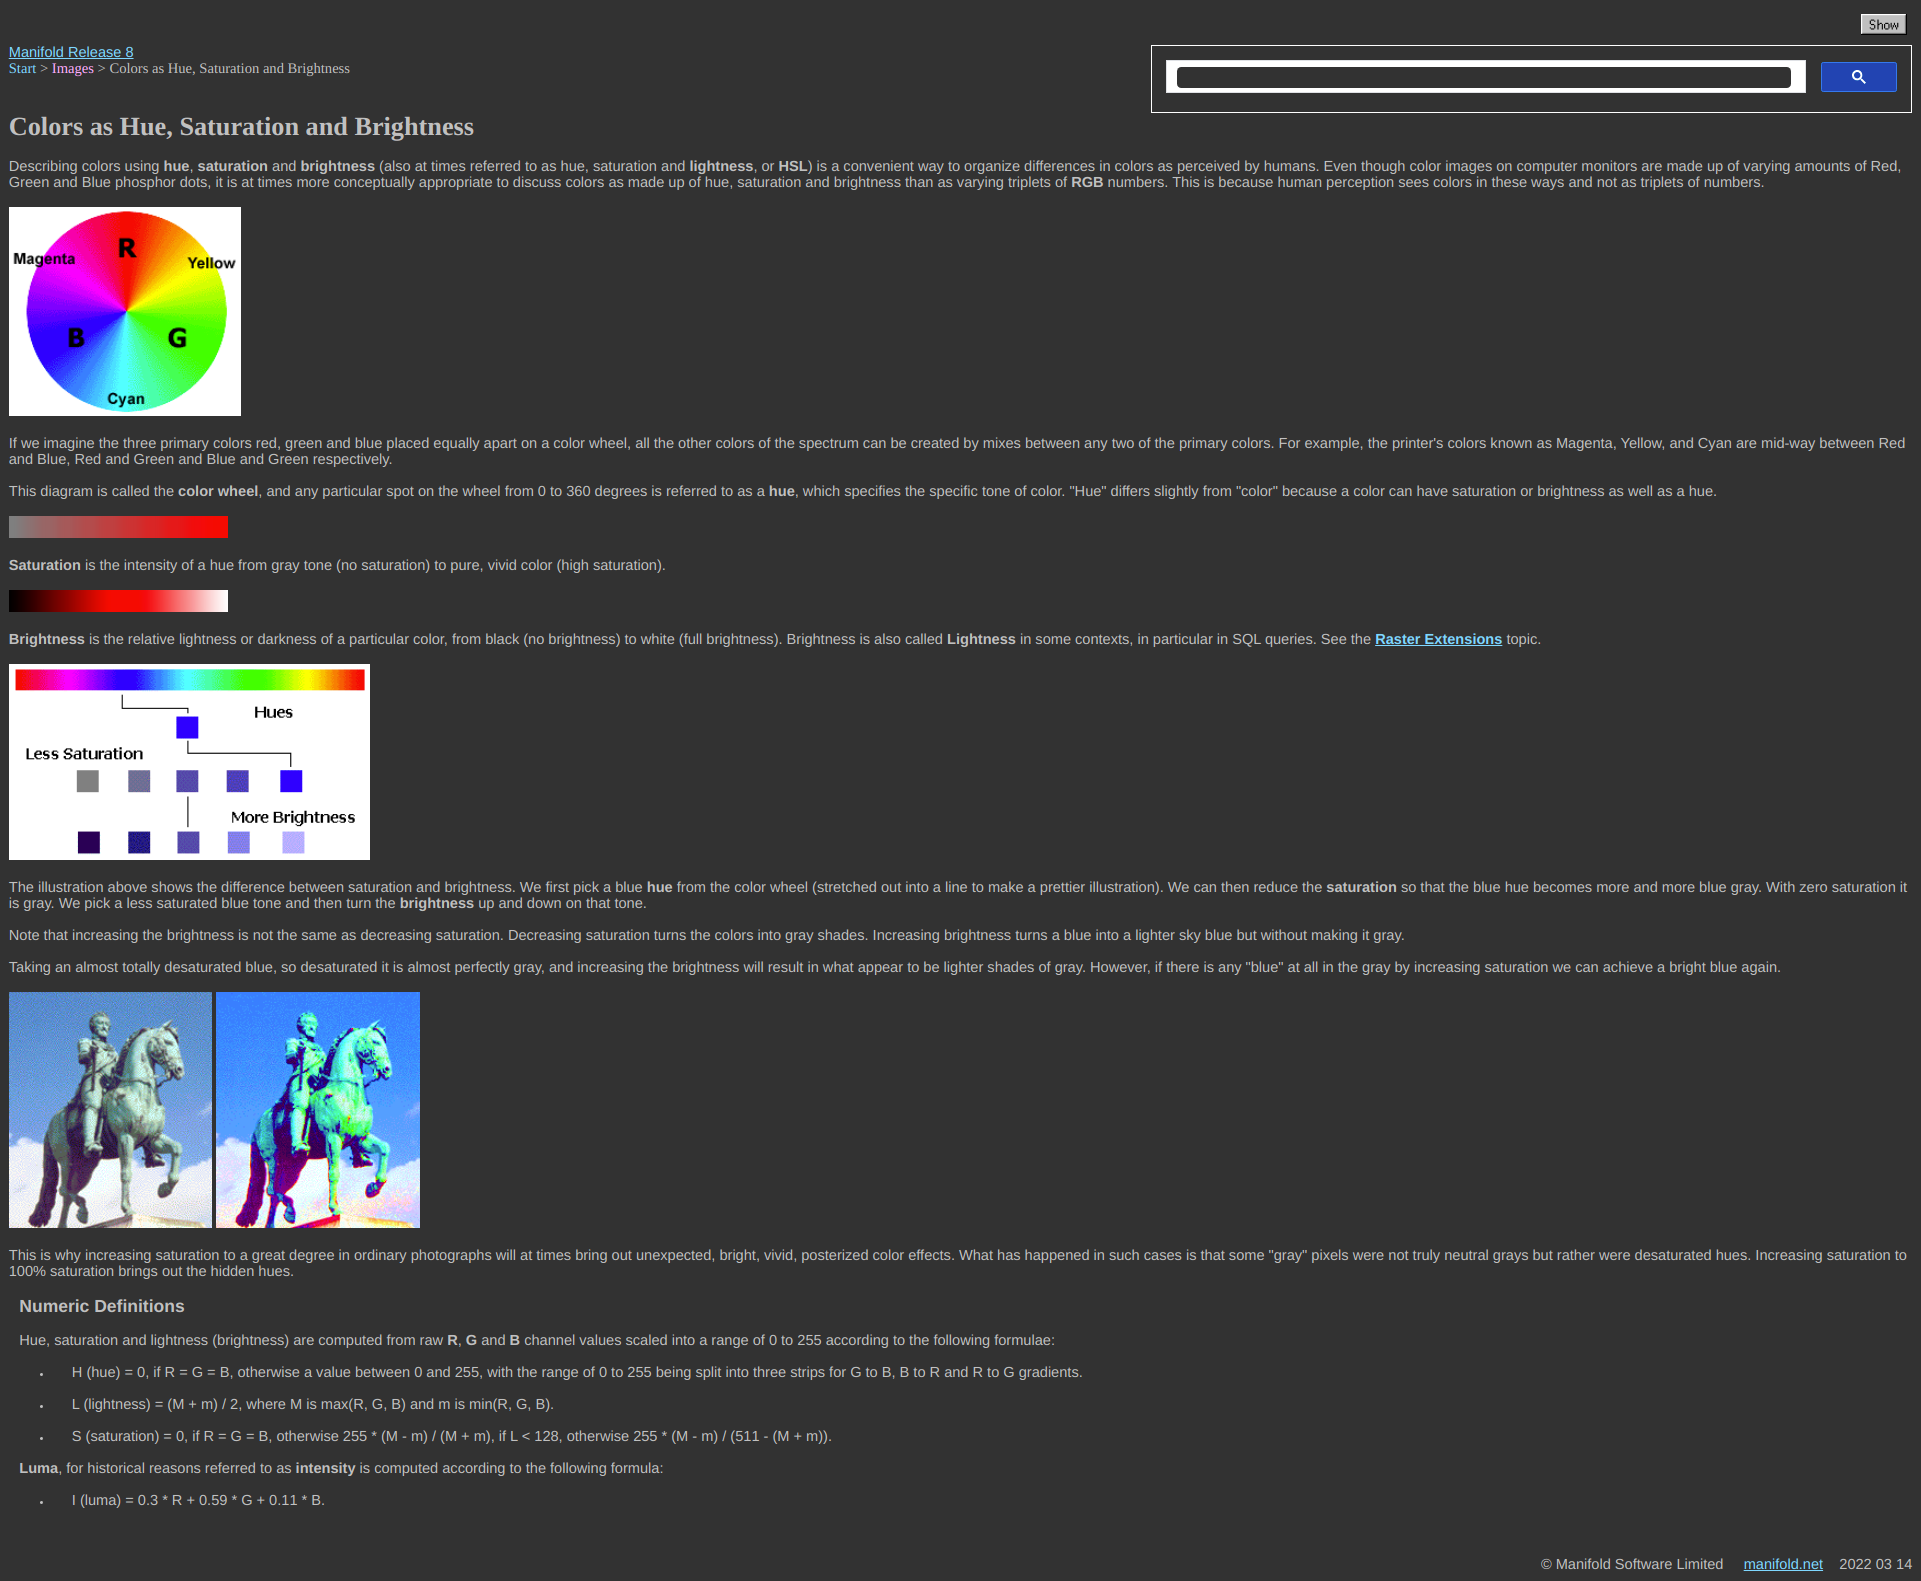 Show
Manifold Release 8
Start > Images > Colors as Hue, Saturation and Brightness
Colors as Hue, Saturation and Brightness
Describing colors using hue, saturation and brightness (also at times referred to as hue, saturation and lightness, or HSL) is a convenient way to organize differences in colors as perceived by humans. Even though color images on computer monitors are made up of varying amounts of Red,
Green and Blue phosphor dots, it is at times more conceptually appropriate to discuss colors as made up of hue, saturation and brightness than as varying triplets of RGB numbers. This is because human perception sees colors in these ways and not as triplets of numbers.
R
Magenta
Yellow
B
G
Cyan
If we imagine the three primary colors red, green and blue placed equally apart on a color wheel, all the other colors of the spectrum can be created by mixes between any two of the primary colors. For example, the printer's colors known as Magenta, Yellow, and Cyan are mid-way between Red
and Blue, Red and Green and Blue and Green respectively.
This diagram is called the color wheel, and any particular spot on the wheel from 0 to 360 degrees is referred to as a hue, which specifies the specific tone of color. "Hue" differs slightly from "color" because a color can have saturation or brightness as well as a hue.
Saturation is the intensity of a hue from gray tone (no saturation) to pure, vivid color (high saturation).
Brightness is the relative lightness or darkness of a particular color, from black (no brightness) to white (full brightness). Brightness is also called Lightness in some contexts, in particular in SQL queries. See the Raster Extensions topic.
Hues
Less Saturation
More Brightness
The illustration above shows the difference between saturation and brightness. We first pick a blue hue from the color wheel (stretched out into a line to make a prettier illustration). We can then reduce the saturation so that the blue hue becomes more and more blue gray. With zero saturation it
is gray. We pick a less saturated blue tone and then turn the brightness up and down on that tone.
Note that increasing the brightness is not the same as decreasing saturation. Decreasing saturation turns the colors into gray shades. Increasing brightness turns a blue into a lighter sky blue but without making it gray.
Taking an almost totally desaturated blue, so desaturated it is almost perfectly gray, and increasing the brightness will result in what appear to be lighter shades of gray. However, if there is any "blue" at all in the gray by increasing saturation we can achieve a bright blue again.
This is why increasing saturation to a great degree in ordinary photographs will at times bring out unexpected, bright, vivid, posterized color effects. What has happened in such cases is that some "gray" pixels were not truly neutral grays but rather were desaturated hues. Increasing saturation to
100% saturation brings out the hidden hues.
Numeric Definitions
Hue, saturation and lightness (brightness) are computed from raw R, G and B channel values scaled into a range of 0 to 255 according to the following formulae:
• H (hue) = 0, if R = G = B, otherwise a value between 0 and 255, with the range of 0 to 255 being split into three strips for G to B, B to R and R to G gradients.
• L (lightness) = (M + m) / 2, where M is max(R, G, B) and m is min(R, G, B).
• S (saturation) = 0, if R = G = B, otherwise 255 * (M - m) / (M + m), if L < 128, otherwise 255 * (M - m) / (511 - (M + m)).
Luma, for historical reasons referred to as intensity is computed according to the following formula:
• I (luma) = 0.3 * R + 0.59 * G + 0.11 * B.
© Manifold Software Limited manifold.net 2022 03 14